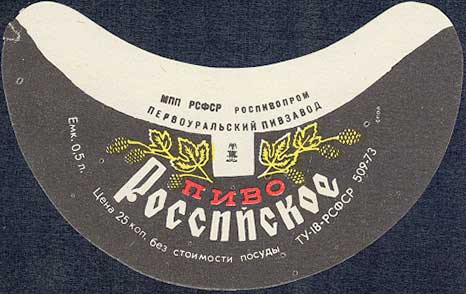 МПП РСФСР РОСПИВОПРОМ
ПЕРВОУРАЛЬСКИЙ ПИВЗАВОД
ПИВО
Российское
Емк. 0,5 л.
Цена 25 коп. без стоимости посуды
ТУ-18-РСФСР 509-73